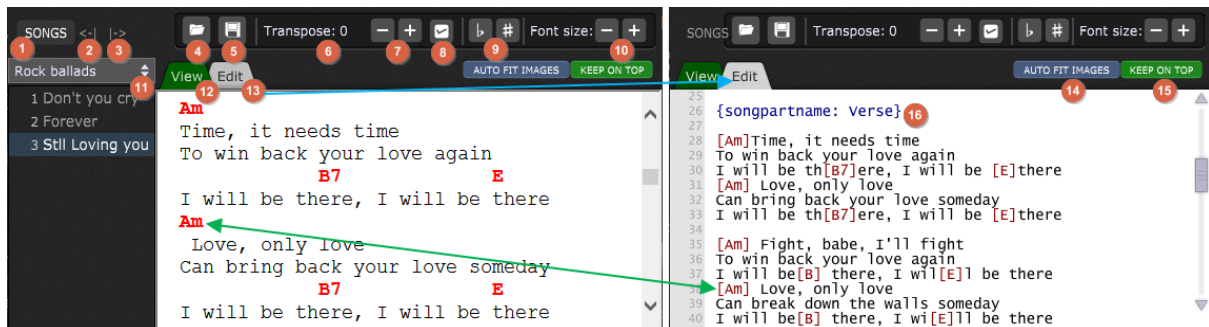 SONGS <-| |-> Transpose: 0 − + ♭ # Font size: − +
1 2 3 4 5 6 7 8 9 10
Rock ballads
11
View Edit AUTO FIT IMAGES KEEP ON TOP
12 13
1 Don't you cry
2 Forever
3 Stll Loving you
Am
Time, it needs time
To win back your love again
B7 E
I will be there, I will be there
Am
Love, only love
Can bring back your love someday
B7 E
I will be there, I will be there
SONGS Transpose: 0 − + ♭ # Font size: − +
View Edit AUTO FIT IMAGES KEEP ON TOP
14 15
25
26 {songpartname: Verse} 16
27
28 [Am]Time, it needs time
29 To win back your love again
30 I will be th[B7]ere, I will be [E]there
31 [Am] Love, only love
32 Can bring back your love someday
33 I will be th[B7]ere, I will be [E]there
34
35 [Am] Fight, babe, I'll fight
36 To win back your love again
37 I will be[B] there, I wil[E]l be there
38 [Am] Love, only love
39 Can break down the walls someday
40 I will be[B] there, I wi[E]ll be there